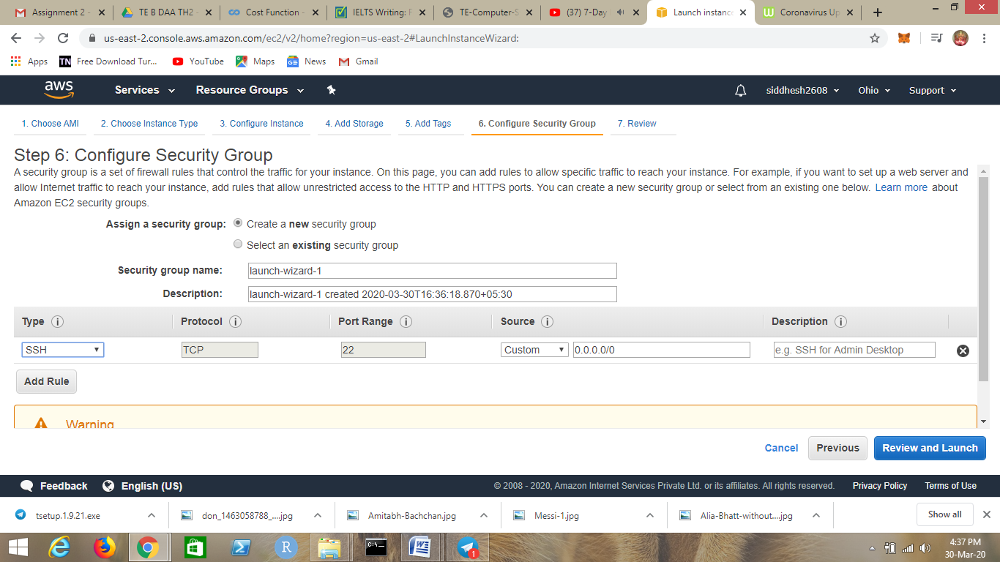 Assignment 2 - 
TE B DAA TH2 - 
Cost Function - 
IELTS Writing: 
TE-Computer-S
(37) 7-Day
Launch instance
Coronavirus Up
us-east-2.console.aws.amazon.com/ec2/v2/home?region=us-east-2#LaunchInstanceWizard:
Apps
TN
Free Download Tur...
YouTube
Maps
News
Gmail
aws
Services
Resource Groups
siddhesh2608
Ohio
Support
1. Choose AMI
2. Choose Instance Type
3. Configure Instance
4. Add Storage
5. Add Tags
6. Configure Security Group
7. Review
Step 6: Configure Security Group
A security group is a set of firewall rules that control the traffic for your instance. On this page, you can add rules to allow specific traffic to reach your instance. For example, if you want to set up a web server and
allow Internet traffic to reach your instance, add rules that allow unrestricted access to the HTTP and HTTPS ports. You can create a new security group or select from an existing one below. Learn more about
Amazon EC2 security groups.
Assign a security group: Create a new security group
Select an existing security group
Security group name: launch-wizard-1
Description: launch-wizard-1 created 2020-03-30T16:36:18.870+05:30
Type i Protocol i Port Range i Source i Description i
SSH TCP 22 Custom 0.0.0.0/0 e.g. SSH for Admin Desktop
Add Rule
Warning
Cancel Previous Review and Launch
Feedback English (US) © 2008 - 2020, Amazon Internet Services Private Ltd. or its affiliates. All rights reserved. Privacy Policy Terms of Use
tsetup.1.9.21.exe
don_1463058788_....jpg
Amitabh-Bachchan.jpg
Messi-1.jpg
Alia-Bhatt-without....jpg
Show all
R
C:\
W
1
4:37 PM
30-Mar-20